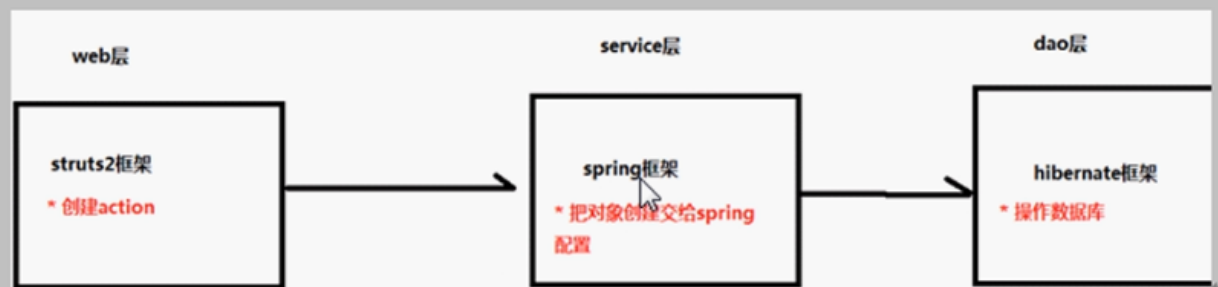 web层
service层
dao层
struts2框架
* 创建action
spring框架
* 把对象创建交给spring
配置
hibernate框架
* 操作数据库